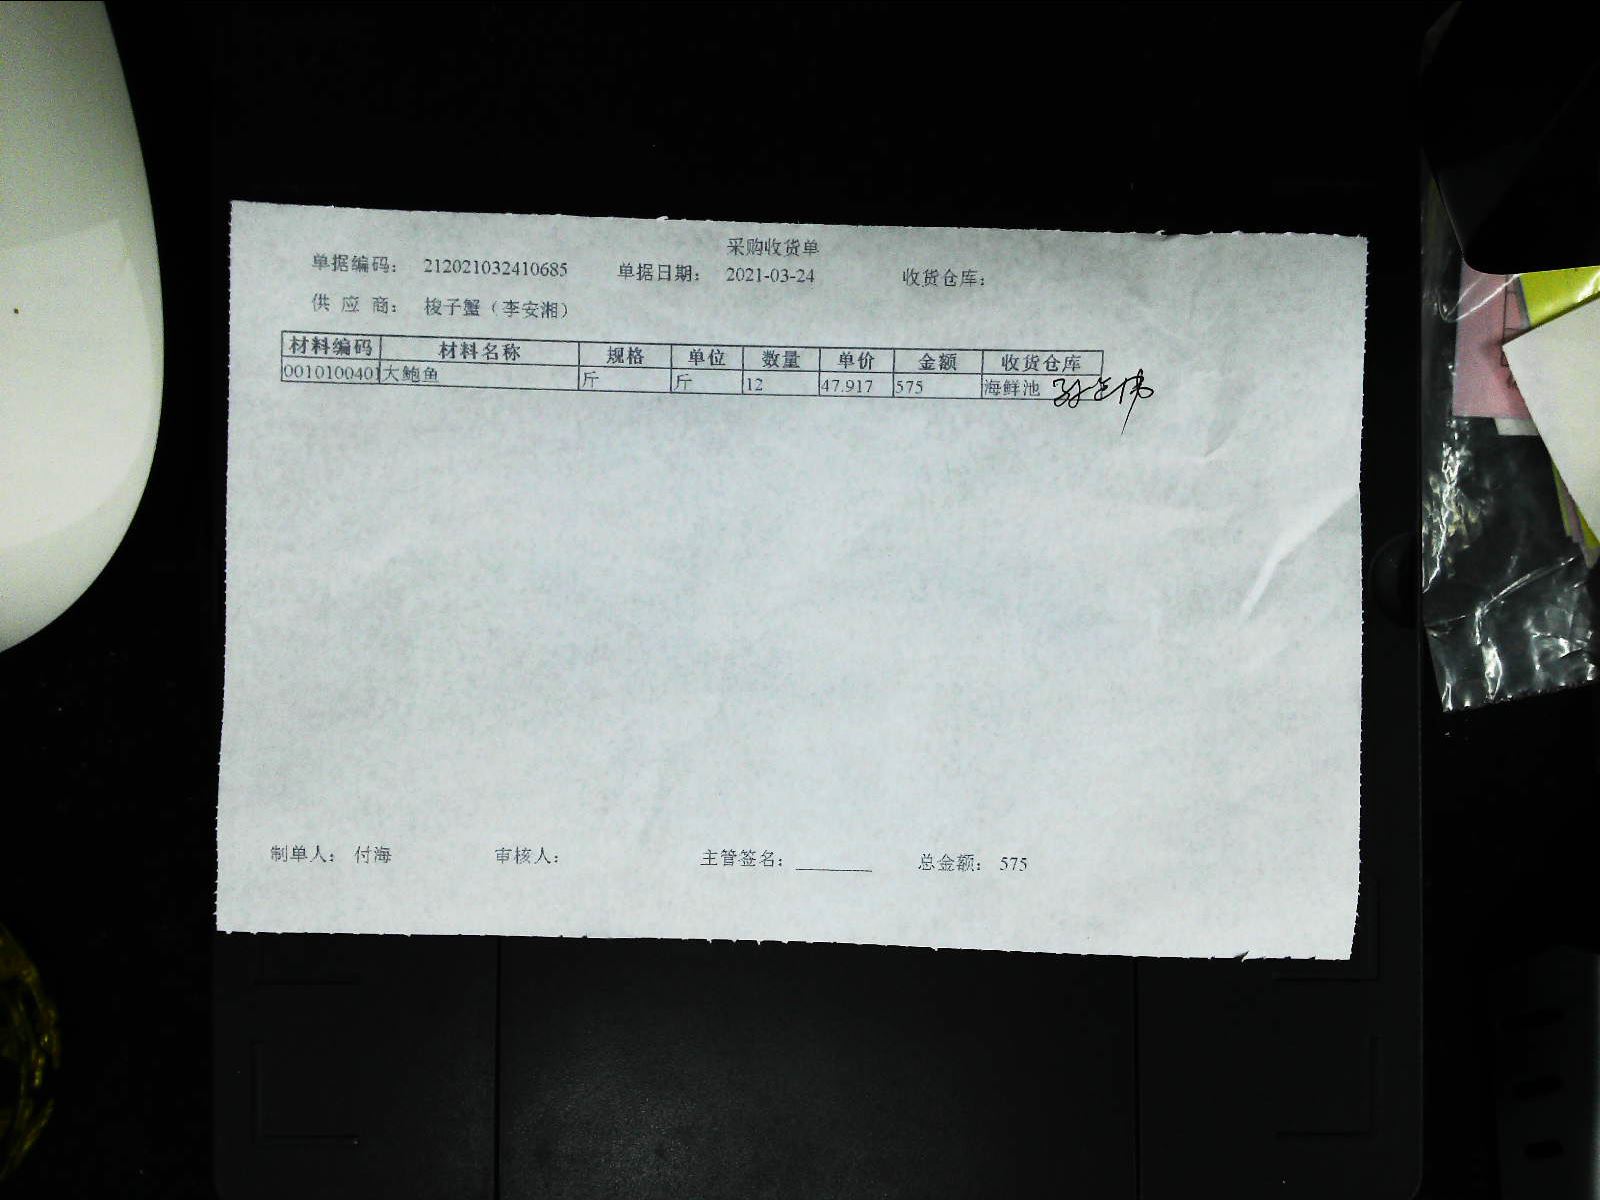 采购收货单
单据编码： 212021032410685 单据日期： 2021-03-24 收货仓库：
供 应 商： 梭子蟹（李安湘）
材料编码 材料名称 规格 单位 数量 单价 金额 收货仓库
0010100401 大鲍鱼 斤 斤 12 47.917 575 海鲜池
制单人： 付海 审核人： 主管签名： ________ 总金额： 575